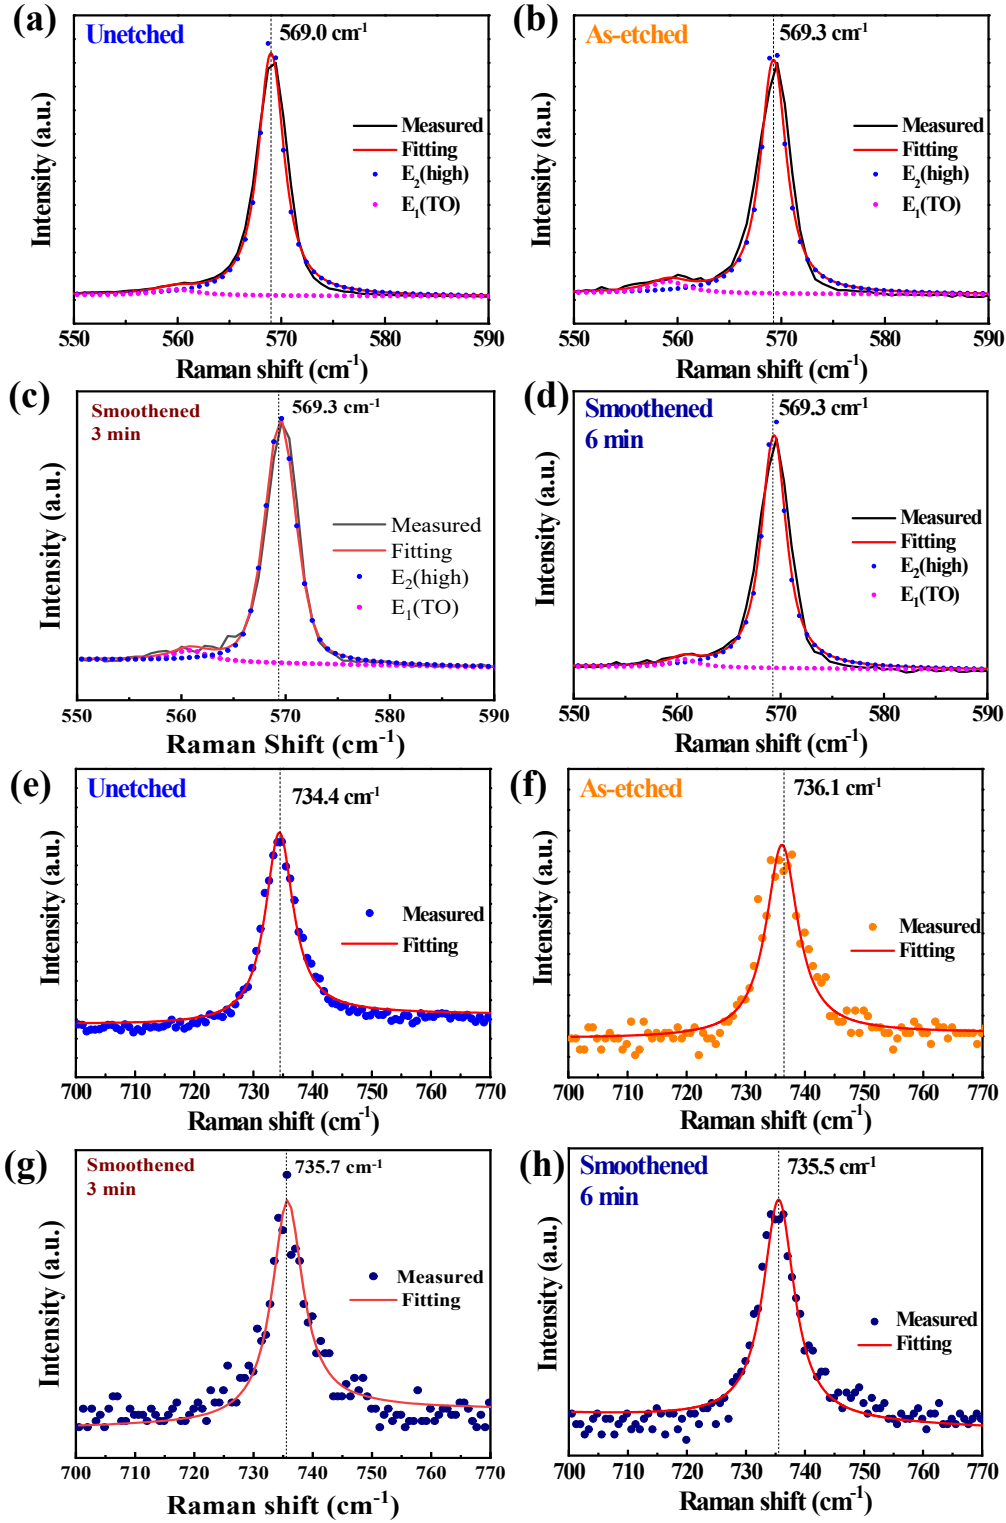 (a)
Unetched
569.0 cm⁻¹
Measured
Fitting
E₂(high)
E₁(TO)
Intensity (a.u.)
550 560 570 580 590
Raman shift (cm⁻¹)
(b)
As-etched
569.3 cm⁻¹
Measured
Fitting
E₂(high)
E₁(TO)
Intensity (a.u.)
550 560 570 580 590
Raman shift (cm⁻¹)
(c)
Smoothened
3 min
569.3 cm⁻¹
Measured
Fitting
E₂(high)
E₁(TO)
Intensity (a.u.)
550 560 570 580 590
Raman Shift (cm⁻¹)
(d)
Smoothened
6 min
569.3 cm⁻¹
Measured
Fitting
E₂(high)
E₁(TO)
Intensity (a.u.)
550 560 570 580 590
Raman shift (cm⁻¹)
(e)
Unetched
734.4 cm⁻¹
Measured
Fitting
Intensity (a.u.)
700 710 720 730 740 750 760 770
Raman shift (cm⁻¹)
(f)
As-etched
736.1 cm⁻¹
Measured
Fitting
Intensity (a.u.)
700 710 720 730 740 750 760 770
Raman shift (cm⁻¹)
(g)
Smoothened
3 min
735.7 cm⁻¹
Measured
Fitting
Intensity (a.u.)
700 710 720 730 740 750 760 770
Raman shift (cm⁻¹)
(h)
Smoothened
6 min
735.5 cm⁻¹
Measured
Fitting
Intensity (a.u.)
700 710 720 730 740 750 760 770
Raman shift (cm⁻¹)